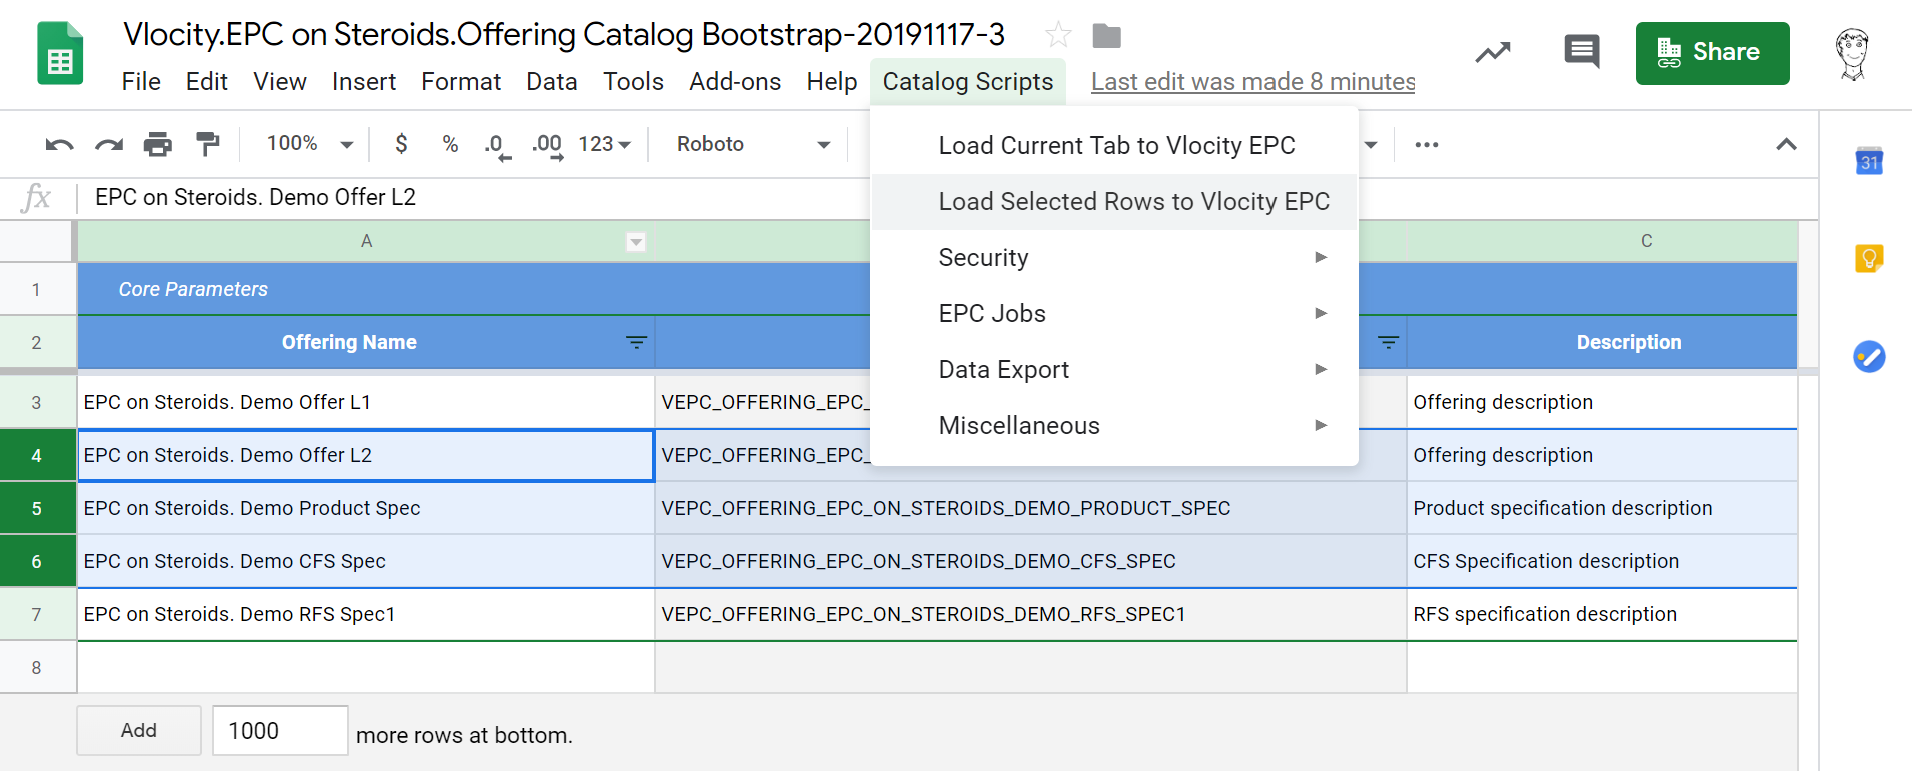 Vlocity.EPC on Steroids.Offering Catalog Bootstrap-20191117-3
File Edit View Insert Format Data Tools Add-ons Help Catalog Scripts Last edit was made 8 minutes
Share
100% $ % .0 .00 123 Roboto
fx EPC on Steroids. Demo Offer L2
Load Current Tab to Vlocity EPC
Load Selected Rows to Vlocity EPC
Security
EPC Jobs
Data Export
Miscellaneous
31
A C
1 Core Parameters
2 Offering Name Description
3 EPC on Steroids. Demo Offer L1 VEPC_OFFERING_EPC_ Offering description
4 EPC on Steroids. Demo Offer L2 VEPC_OFFERING_EPC_ Offering description
5 EPC on Steroids. Demo Product Spec VEPC_OFFERING_EPC_ON_STEROIDS_DEMO_PRODUCT_SPEC Product specification description
6 EPC on Steroids. Demo CFS Spec VEPC_OFFERING_EPC_ON_STEROIDS_DEMO_CFS_SPEC CFS Specification description
7 EPC on Steroids. Demo RFS Spec1 VEPC_OFFERING_EPC_ON_STEROIDS_DEMO_RFS_SPEC1 RFS specification description
8
Add 1000 more rows at bottom.